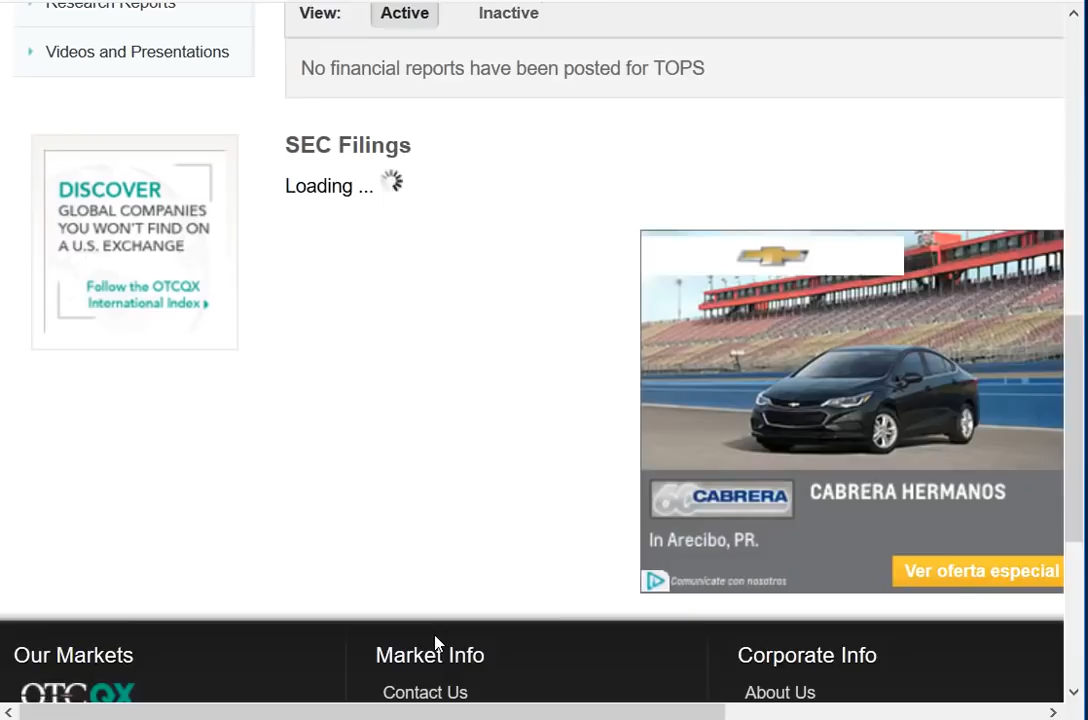 Research Reports
Videos and Presentations
View: Active Inactive
No financial reports have been posted for TOPS
SEC Filings
Loading ...
DISCOVER
GLOBAL COMPANIES
YOU WON'T FIND ON
A U.S. EXCHANGE
Follow the OTCQX
International Index
60 CABRERA
CABRERA HERMANOS
In Arecibo, PR.
Ver oferta especial
Comunícate con nosotros
Our Markets
OTCQX
Market Info
Contact Us
Corporate Info
About Us